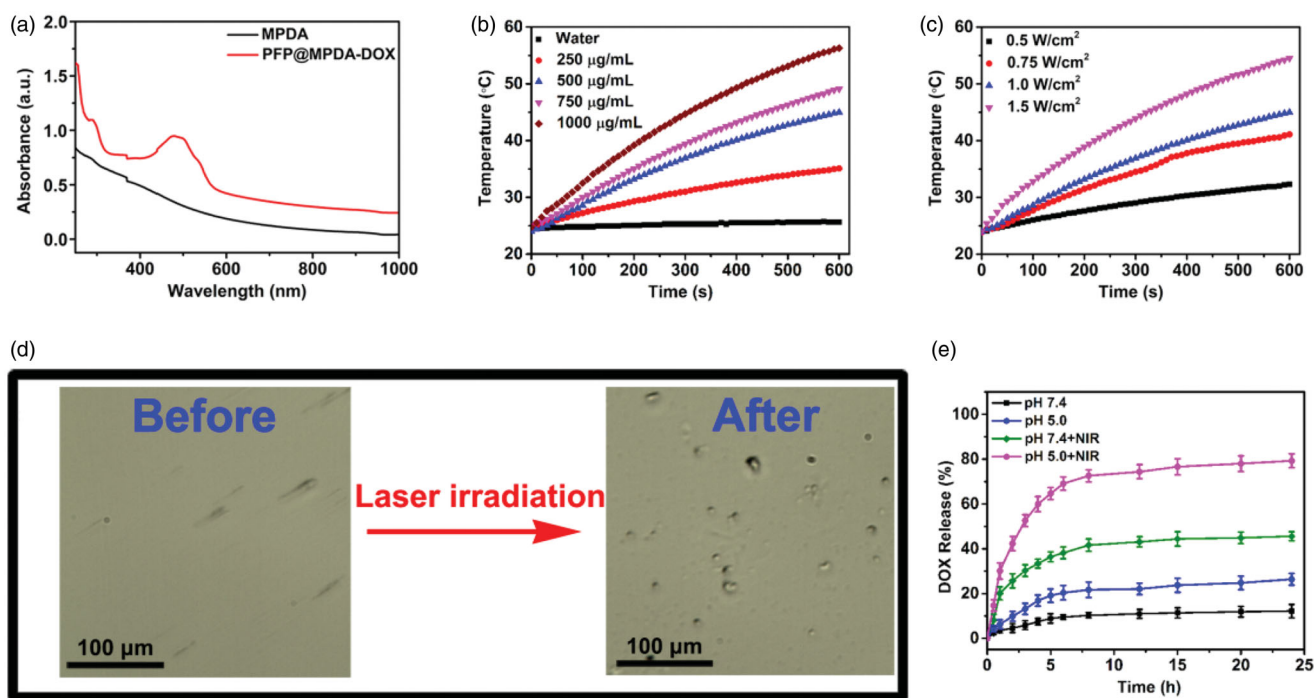 (a)
MPDA
PFP@MPDA-DOX
Absorbance (a.u.)
2.0
1.5
1.0
0.5
0.0
400
600
800
1000
Wavelength (nm)
(b)
Water
250 µg/mL
500 µg/mL
750 µg/mL
1000 µg/mL
Temperature (°C)
60
50
40
30
20
0
100
200
300
400
500
600
Time (s)
(c)
0.5 W/cm²
0.75 W/cm²
1.0 W/cm²
1.5 W/cm²
Temperature (°C)
60
50
40
30
20
0
100
200
300
400
500
600
Time (s)
(d)
Before
100 µm
Laser irradiation
After
100 µm
(e)
pH 7.4
pH 5.0
pH 7.4+NIR
pH 5.0+NIR
DOX Release (%)
100
80
60
40
20
0
0
5
10
15
20
25
Time (h)